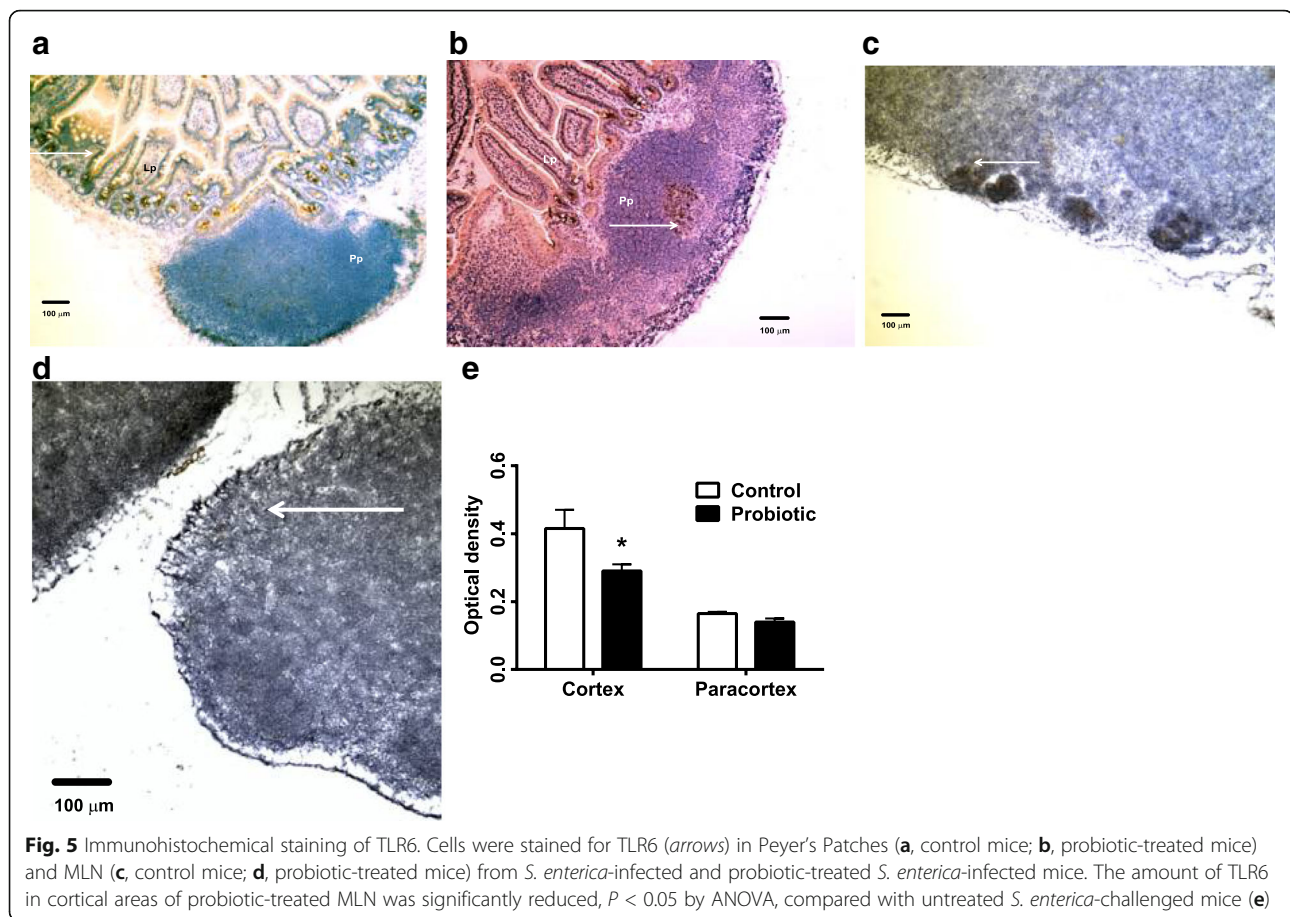 a
b
c
Lp
Pp
100 μm
Lp
Pp
100 μm
100 μm
d
100 μm
e
Optical density
0.6
0.4
0.2
0.0
Control
Probiotic
*
Cortex
Paracortex
Fig. 5 Immunohistochemical staining of TLR6. Cells were stained for TLR6 (arrows) in Peyer's Patches (a, control mice; b, probiotic-treated mice)
and MLN (c, control mice; d, probiotic-treated mice) from S. enterica-infected and probiotic-treated S. enterica-infected mice. The amount of TLR6
in cortical areas of probiotic-treated MLN was significantly reduced, P < 0.05 by ANOVA, compared with untreated S. enterica-challenged mice (e)